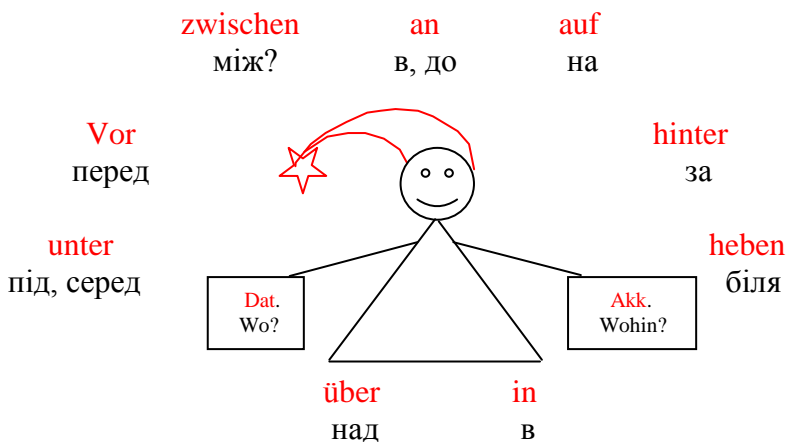 zwischen an auf
між? в, до на
Vor hinter
перед за
unter heben
під, серед біля
Dat. Akk.
Wo? Wohin?
über in
над в